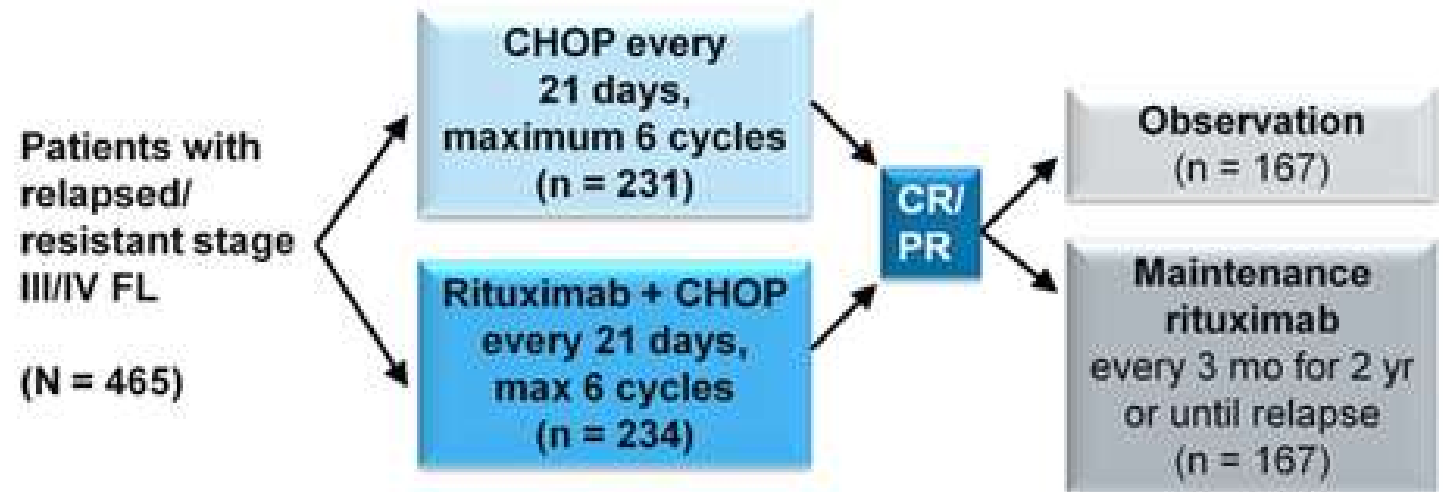 Patients with
relapsed/
resistant stage
III/IV FL
(N = 465)
CHOP every
21 days,
maximum 6 cycles
(n = 231)
Rituximab + CHOP
every 21 days,
max 6 cycles
(n = 234)
CR/
PR
Observation
(n = 167)
Maintenance
rituximab
every 3 mo for 2 yr
or until relapse
(n = 167)